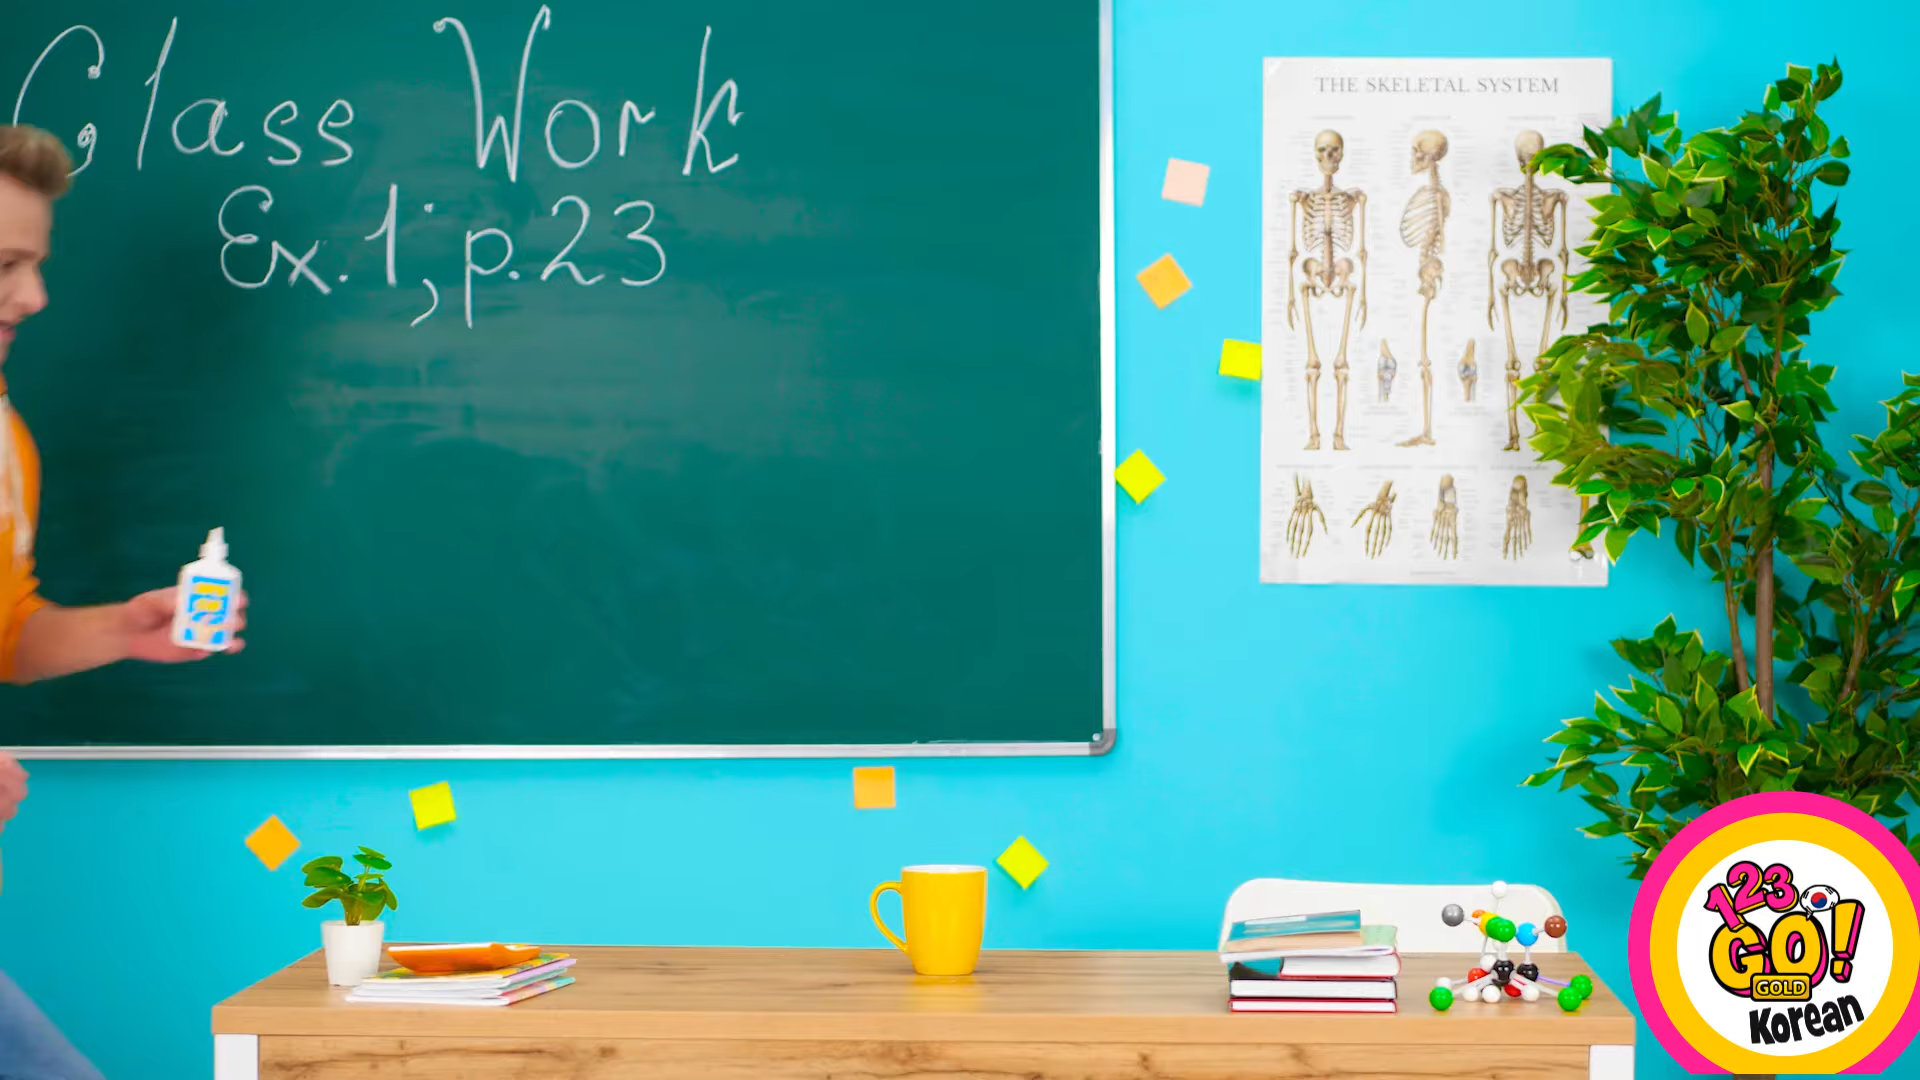 Class Work
Ex. 1; p. 23
THE SKELETAL SYSTEM
123
GO!
GOLD
Korean